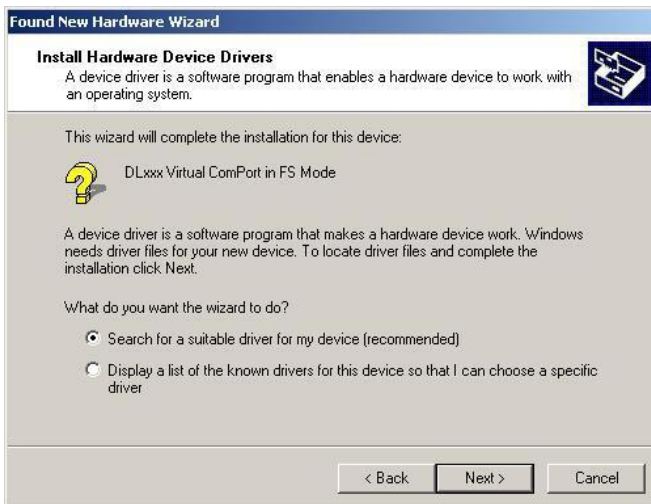 Found New Hardware Wizard
Install Hardware Device Drivers
A device driver is a software program that enables a hardware device to work with
an operating system.
This wizard will complete the installation for this device:
DLxxx Virtual ComPort in FS Mode
A device driver is a software program that makes a hardware device work. Windows
needs driver files for your new device. To locate driver files and complete the
installation click Next.
What do you want the wizard to do?
Search for a suitable driver for my device (recommended)
Display a list of the known drivers for this device so that I can choose a specific
driver
< Back Next > Cancel